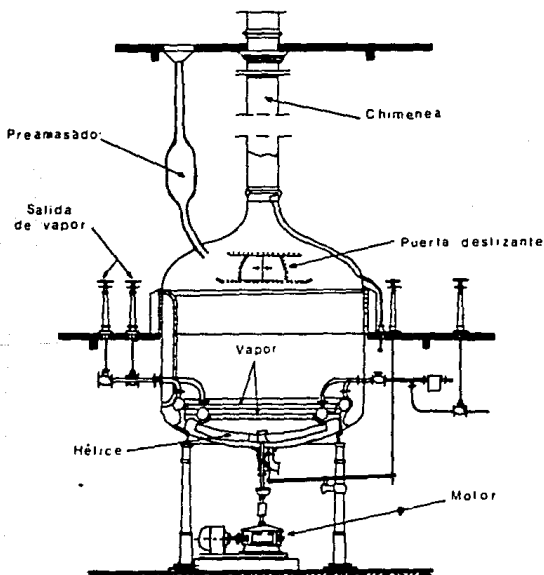 Chimenea
Preamasado
Salida
de vapor
Puerta deslizante
Vapor
Hélice
Motor